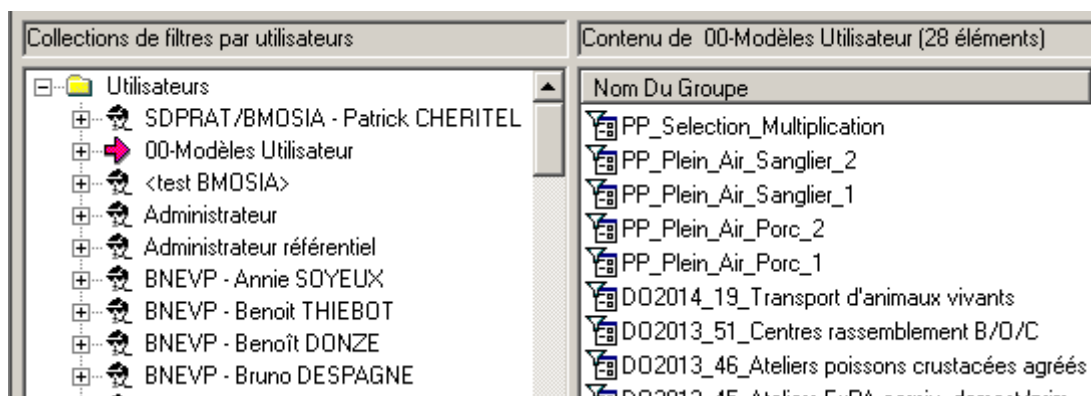 Collections de filtres par utilisateurs
Utilisateurs
SDPRAT/BMOSIA - Patrick CHERITEL
00-Modèles Utilisateur
<test BMOSIA>
Administrateur
Administrateur référentiel
BNEVP - Annie SOYEUX
BNEVP - Benoit THIEBOT
BNEVP - Benoît DONZE
BNEVP - Bruno DESPAGNE
Contenu de 00-Modèles Utilisateur (28 éléments)
Nom Du Groupe
PP_Selection_Multiplication
PP_Plein_Air_Sanglier_2
PP_Plein_Air_Sanglier_1
PP_Plein_Air_Porc_2
PP_Plein_Air_Porc_1
DO2014_19_Transport d'animaux vivants
DO2013_51_Centres rassemblement B/O/C
DO2013_46_Ateliers poissons crustacées agréés